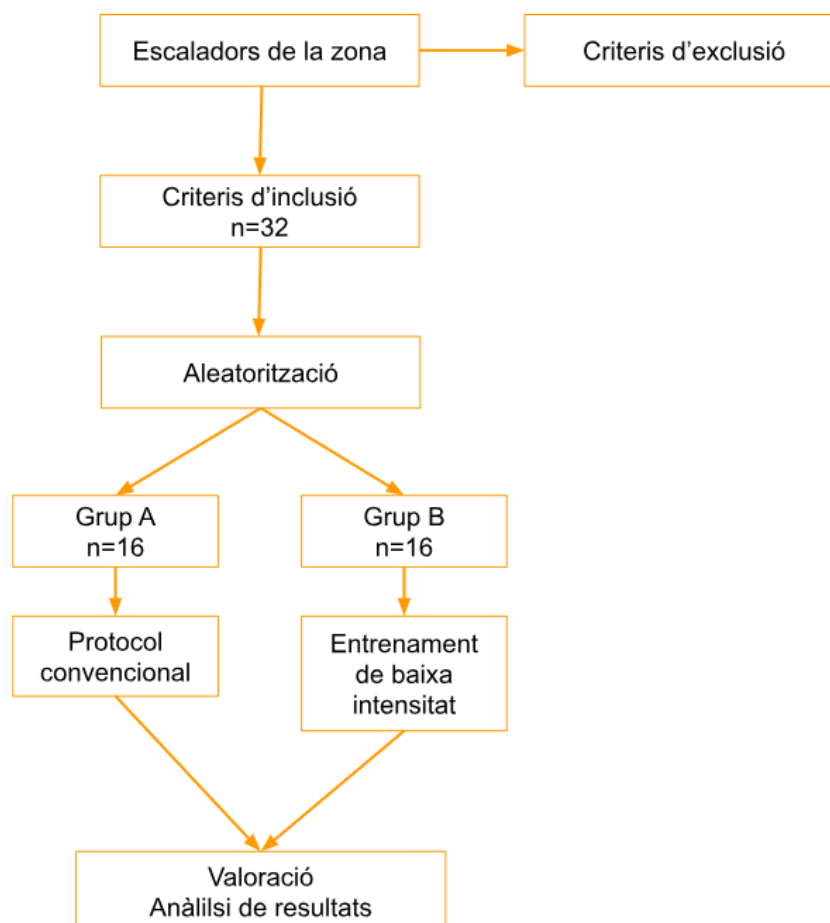 Escaladors de la zona
Criteris d’exclusió
Criteris d’inclusió
n=32
Aleatorització
Grup A
n=16
Grup B
n=16
Protocol
convencional
Entrenament
de baixa
intensitat
Valoració
Anàlilsi de resultats